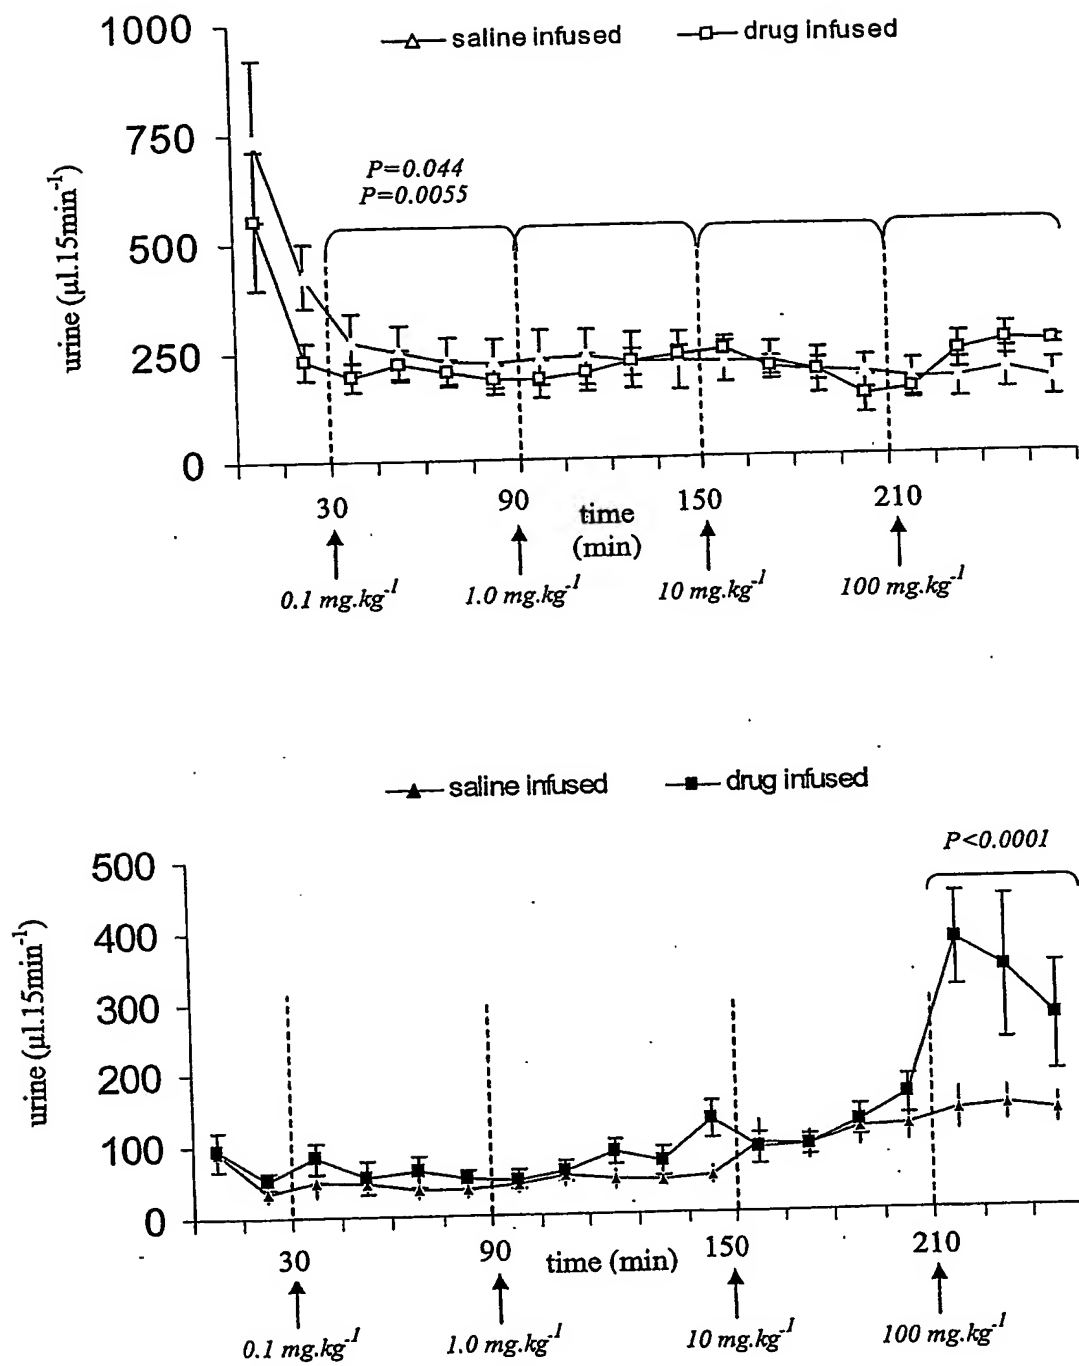 1000
saline infused
drug infused
750
P=0.044
P=0.0055
500
250
0
urine (µl.15min⁻¹)
30
90
150
210
time
(min)
0.1 mg.kg⁻¹
1.0 mg.kg⁻¹
10 mg.kg⁻¹
100 mg.kg⁻¹
saline infused
drug infused
P<0.0001
500
400
300
200
100
0
urine (µl.15min⁻¹)
30
90
time (min)
150
210
0.1 mg.kg⁻¹
1.0 mg.kg⁻¹
10 mg.kg⁻¹
100 mg.kg⁻¹